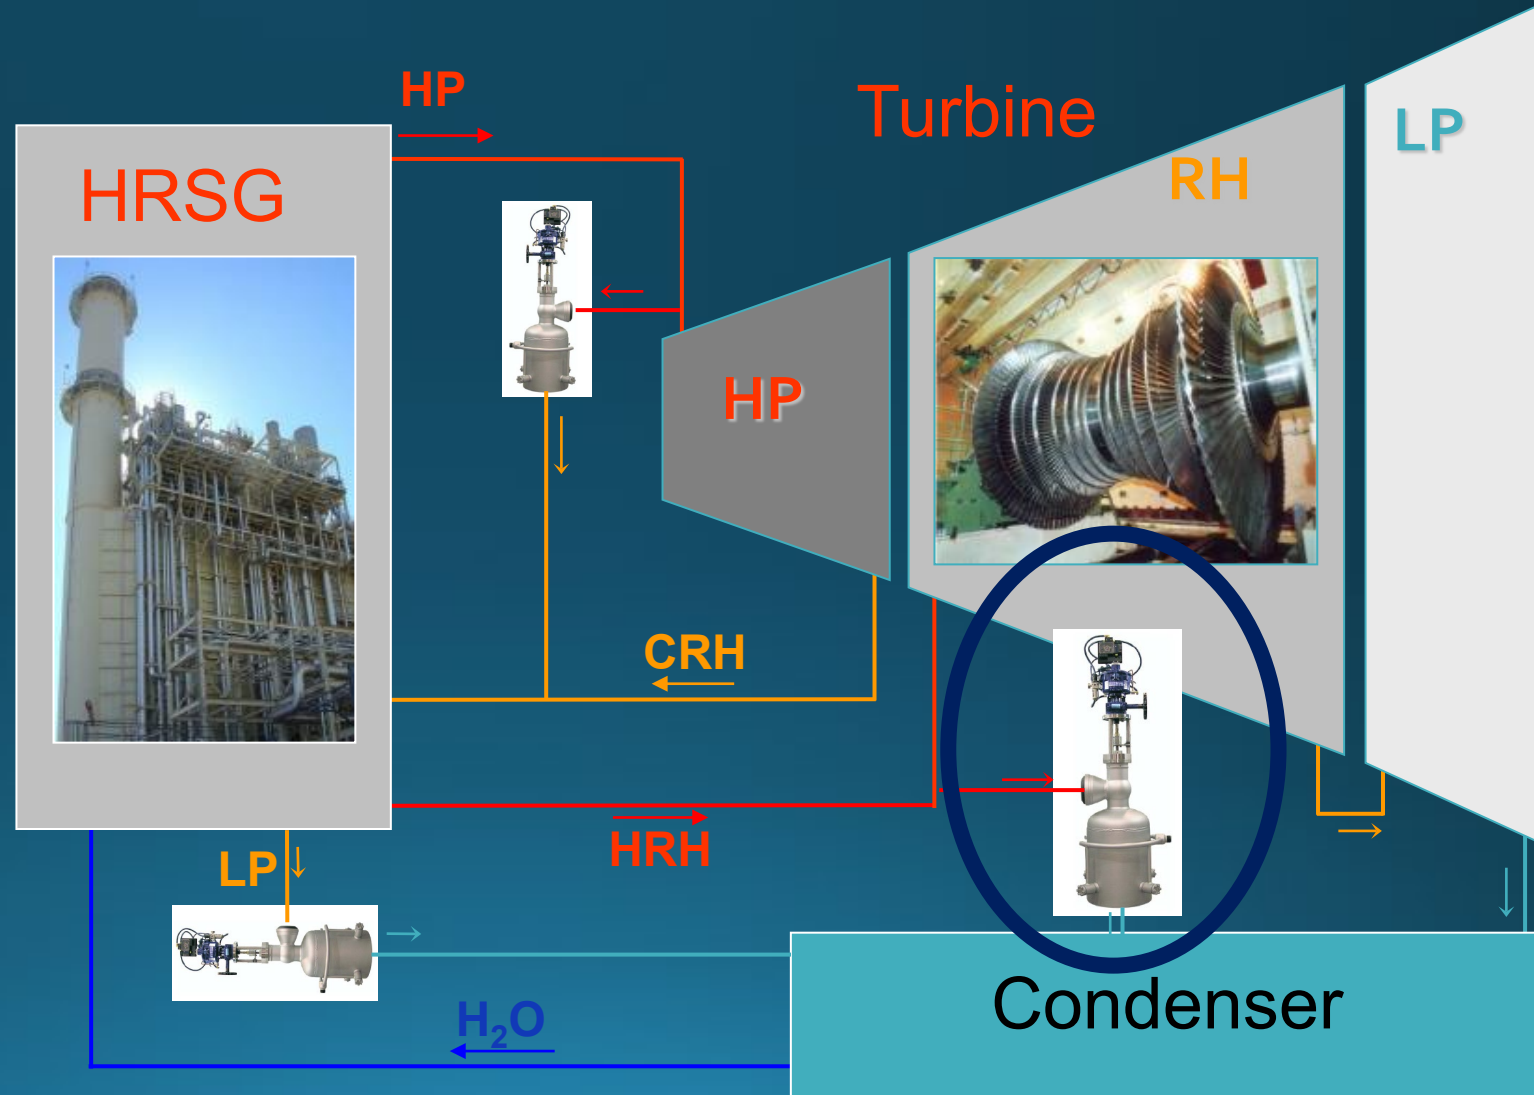 HP
Turbine
LP
RH
HRSG
HP
CRH
HRH
LP
H₂O
Condenser